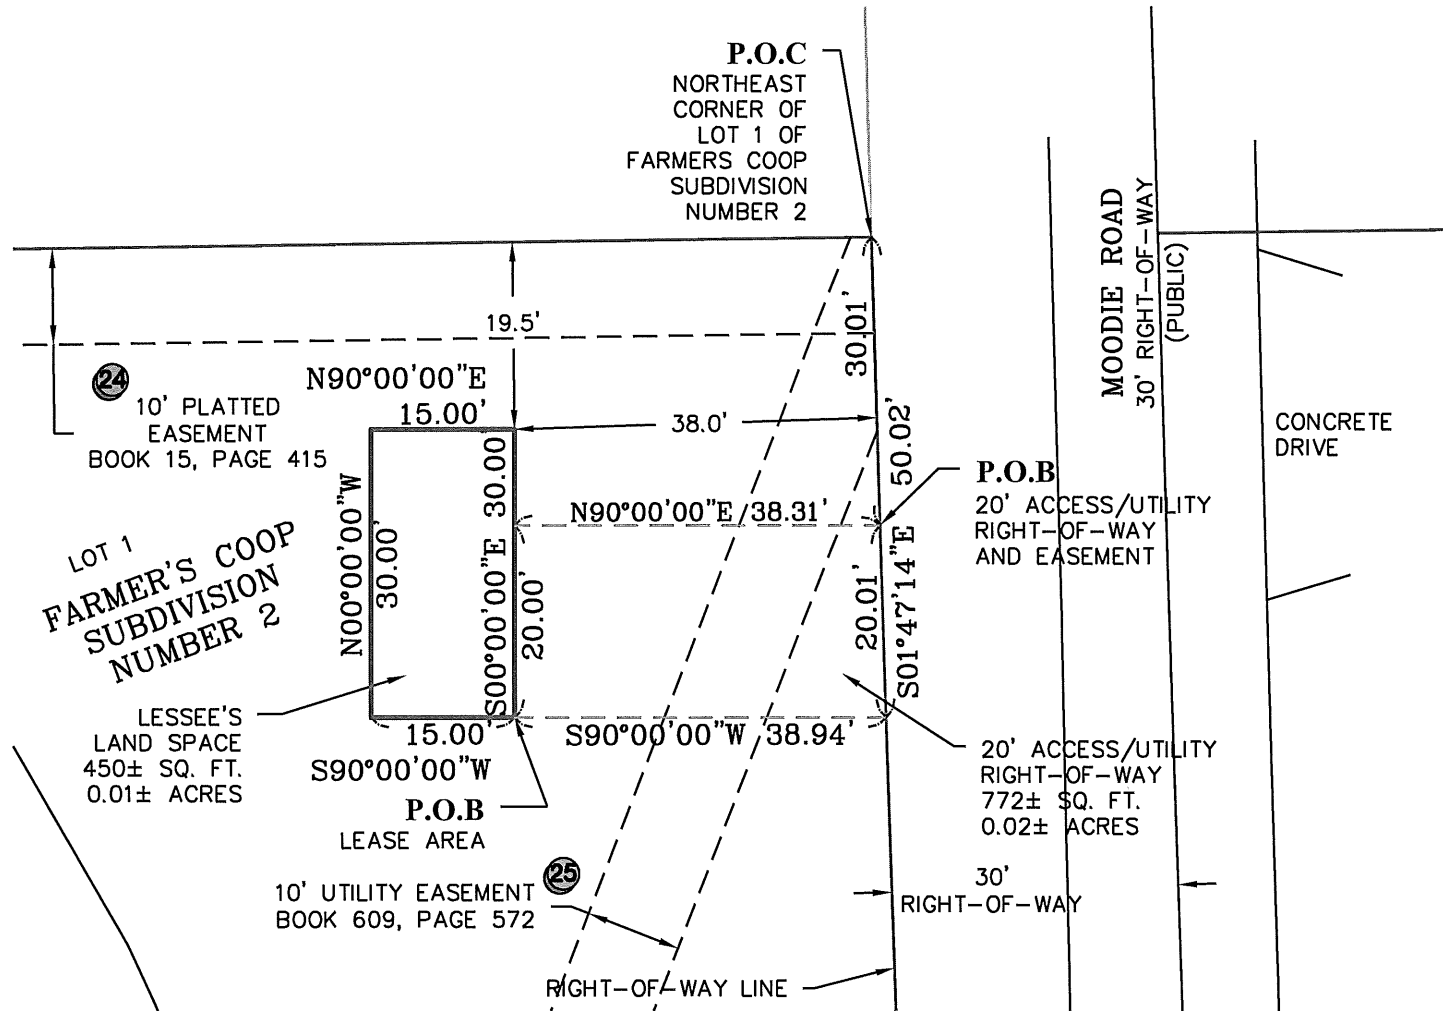 P.O.C
NORTHEAST
CORNER OF
LOT 1 OF
FARMERS COOP
SUBDIVISION
NUMBER 2
MOODIE ROAD
30' RIGHT-OF-WAY
(PUBLIC)
30.01'
19.5'
24
10' PLATTED
EASEMENT
BOOK 15, PAGE 415
N90°00'00"E
15.00'
38.0'
50.02'
CONCRETE
DRIVE
P.O.B
20' ACCESS/UTILITY
RIGHT-OF-WAY
AND EASEMENT
N90°00'00"E 38.31'
LOT 1
FARMER'S COOP
SUBDIVISION
NUMBER 2
N00°00'00"W
30.00'
S00°00'00"E 30.00
20.00'
20.01'
S01°47'14"E
LESSEE'S
LAND SPACE
450± SQ. FT.
0.01± ACRES
15.00'
S90°00'00"W
S90°00'00"W 38.94'
P.O.B
LEASE AREA
20' ACCESS/UTILITY
RIGHT-OF-WAY
772± SQ. FT.
0.02± ACRES
25
10' UTILITY EASEMENT
BOOK 609, PAGE 572
30'
RIGHT-OF-WAY
RIGHT-OF-WAY LINE